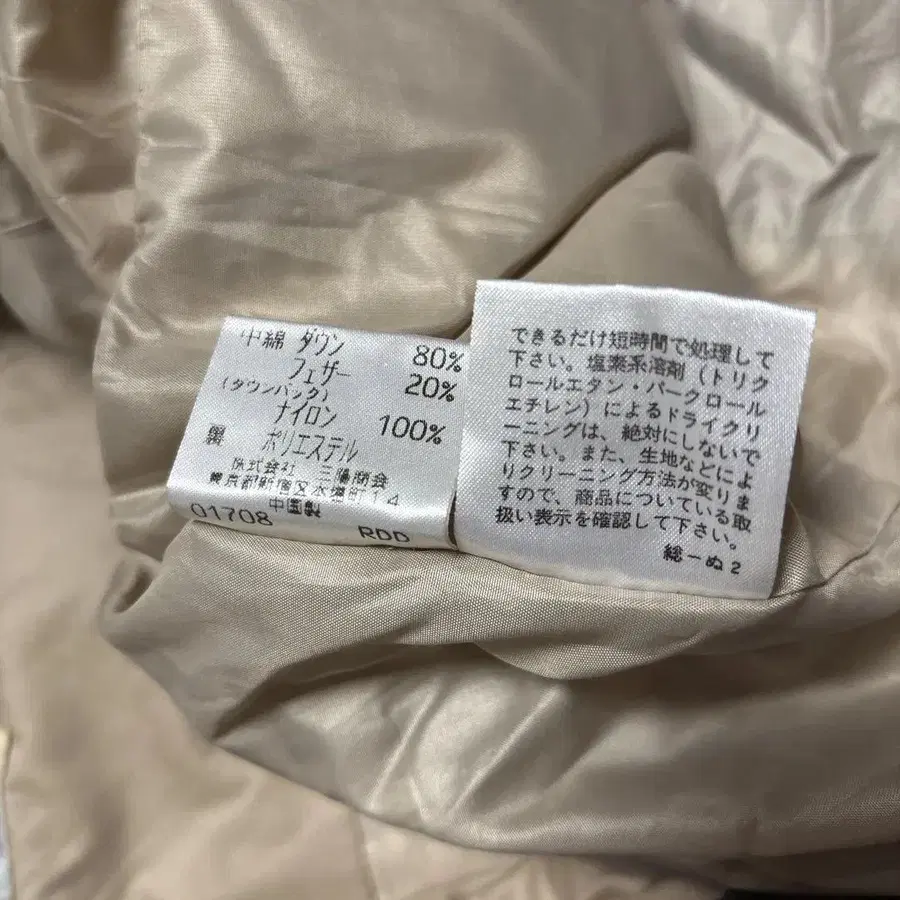 中綿 ダウン 80%
フェザー 20%
(ダウンパック)
ナイロン 100%
ポリエステル
株式会社 三陽商会
東京都新宿区本塩町14
中国製
01708 RDD
できるだけ短時間で処理して
下さい。塩素系溶剤（トリク
ロールエタン・パークロール
エチレン）によるドライクリ
ーニングは、絶対にしないで
下さい。また、生地などによ
りクリーニング方法が変りま
すので、商品についている取
扱い表示を確認して下さい。
総ーぬ2